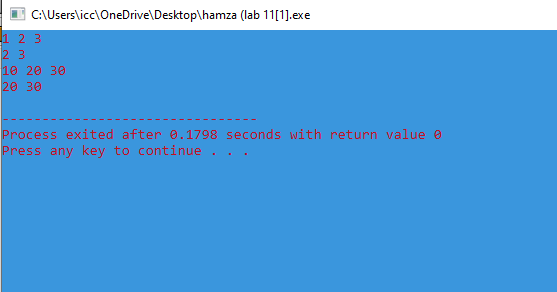 C:\Users\icc\OneDrive\Desktop\hamza (lab 11[1].exe
1 2 3
2 3
10 20 30
20 30
--------------------------------
Process exited after 0.1798 seconds with return value 0
Press any key to continue . . .